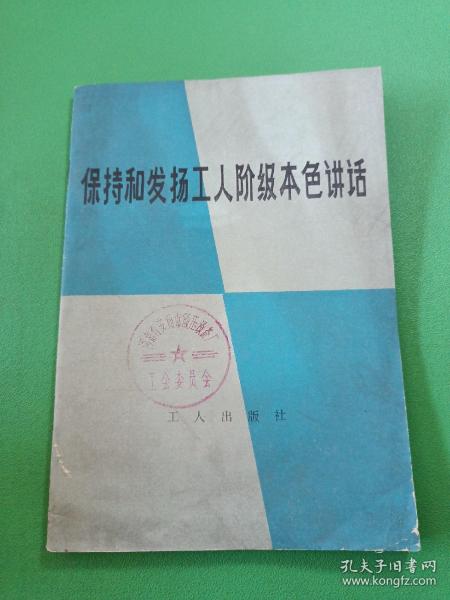 保持和发扬工人阶级本色讲话
工会委员会
工人出版社
孔夫子旧书网
www.kongfz.com